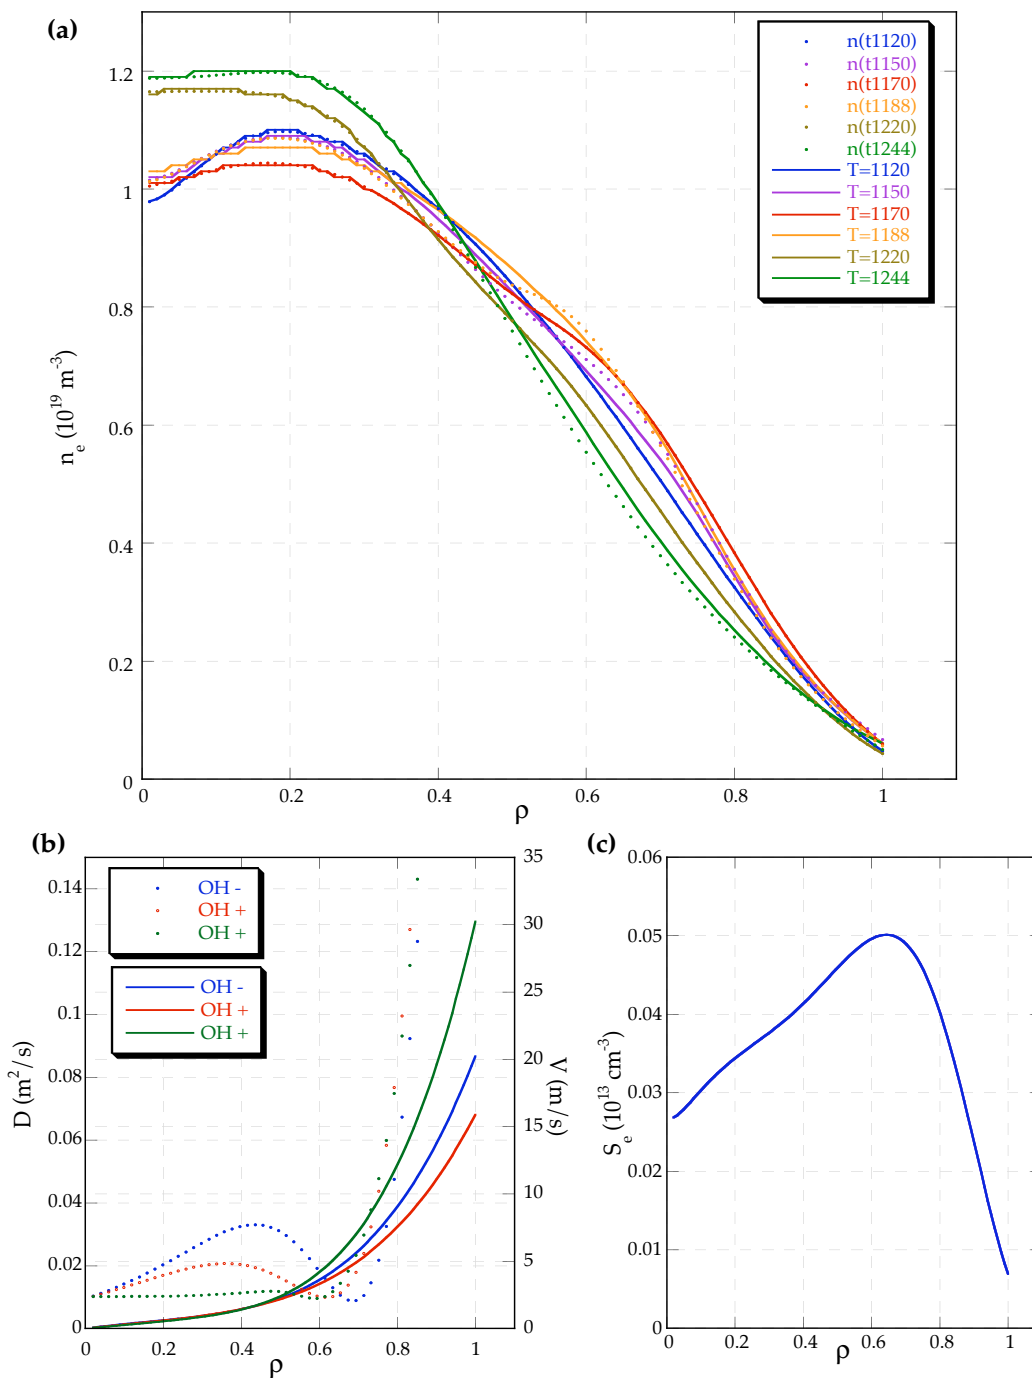 (a)
n(t1120)
n(t1150)
n(t1170)
n(t1188)
n(t1220)
n(t1244)
T=1120
T=1150
T=1170
T=1188
T=1220
T=1244
1.2
1
0.8
0.6
0.4
0.2
0
n_e (10^19 m^-3)
0
0.2
0.4
0.6
0.8
1
ρ
(b)
OH -
OH +
OH +
OH -
OH +
OH +
0.14
0.12
0.1
0.08
0.06
0.04
0.02
0
D (m^2/s)
35
30
25
20
15
10
5
0
V (m/s)
0
0.2
0.4
0.6
0.8
1
ρ
(c)
0.06
0.05
0.04
0.03
0.02
0.01
0
S_e (10^13 cm^-3)
0
0.2
0.4
0.6
0.8
1
ρ